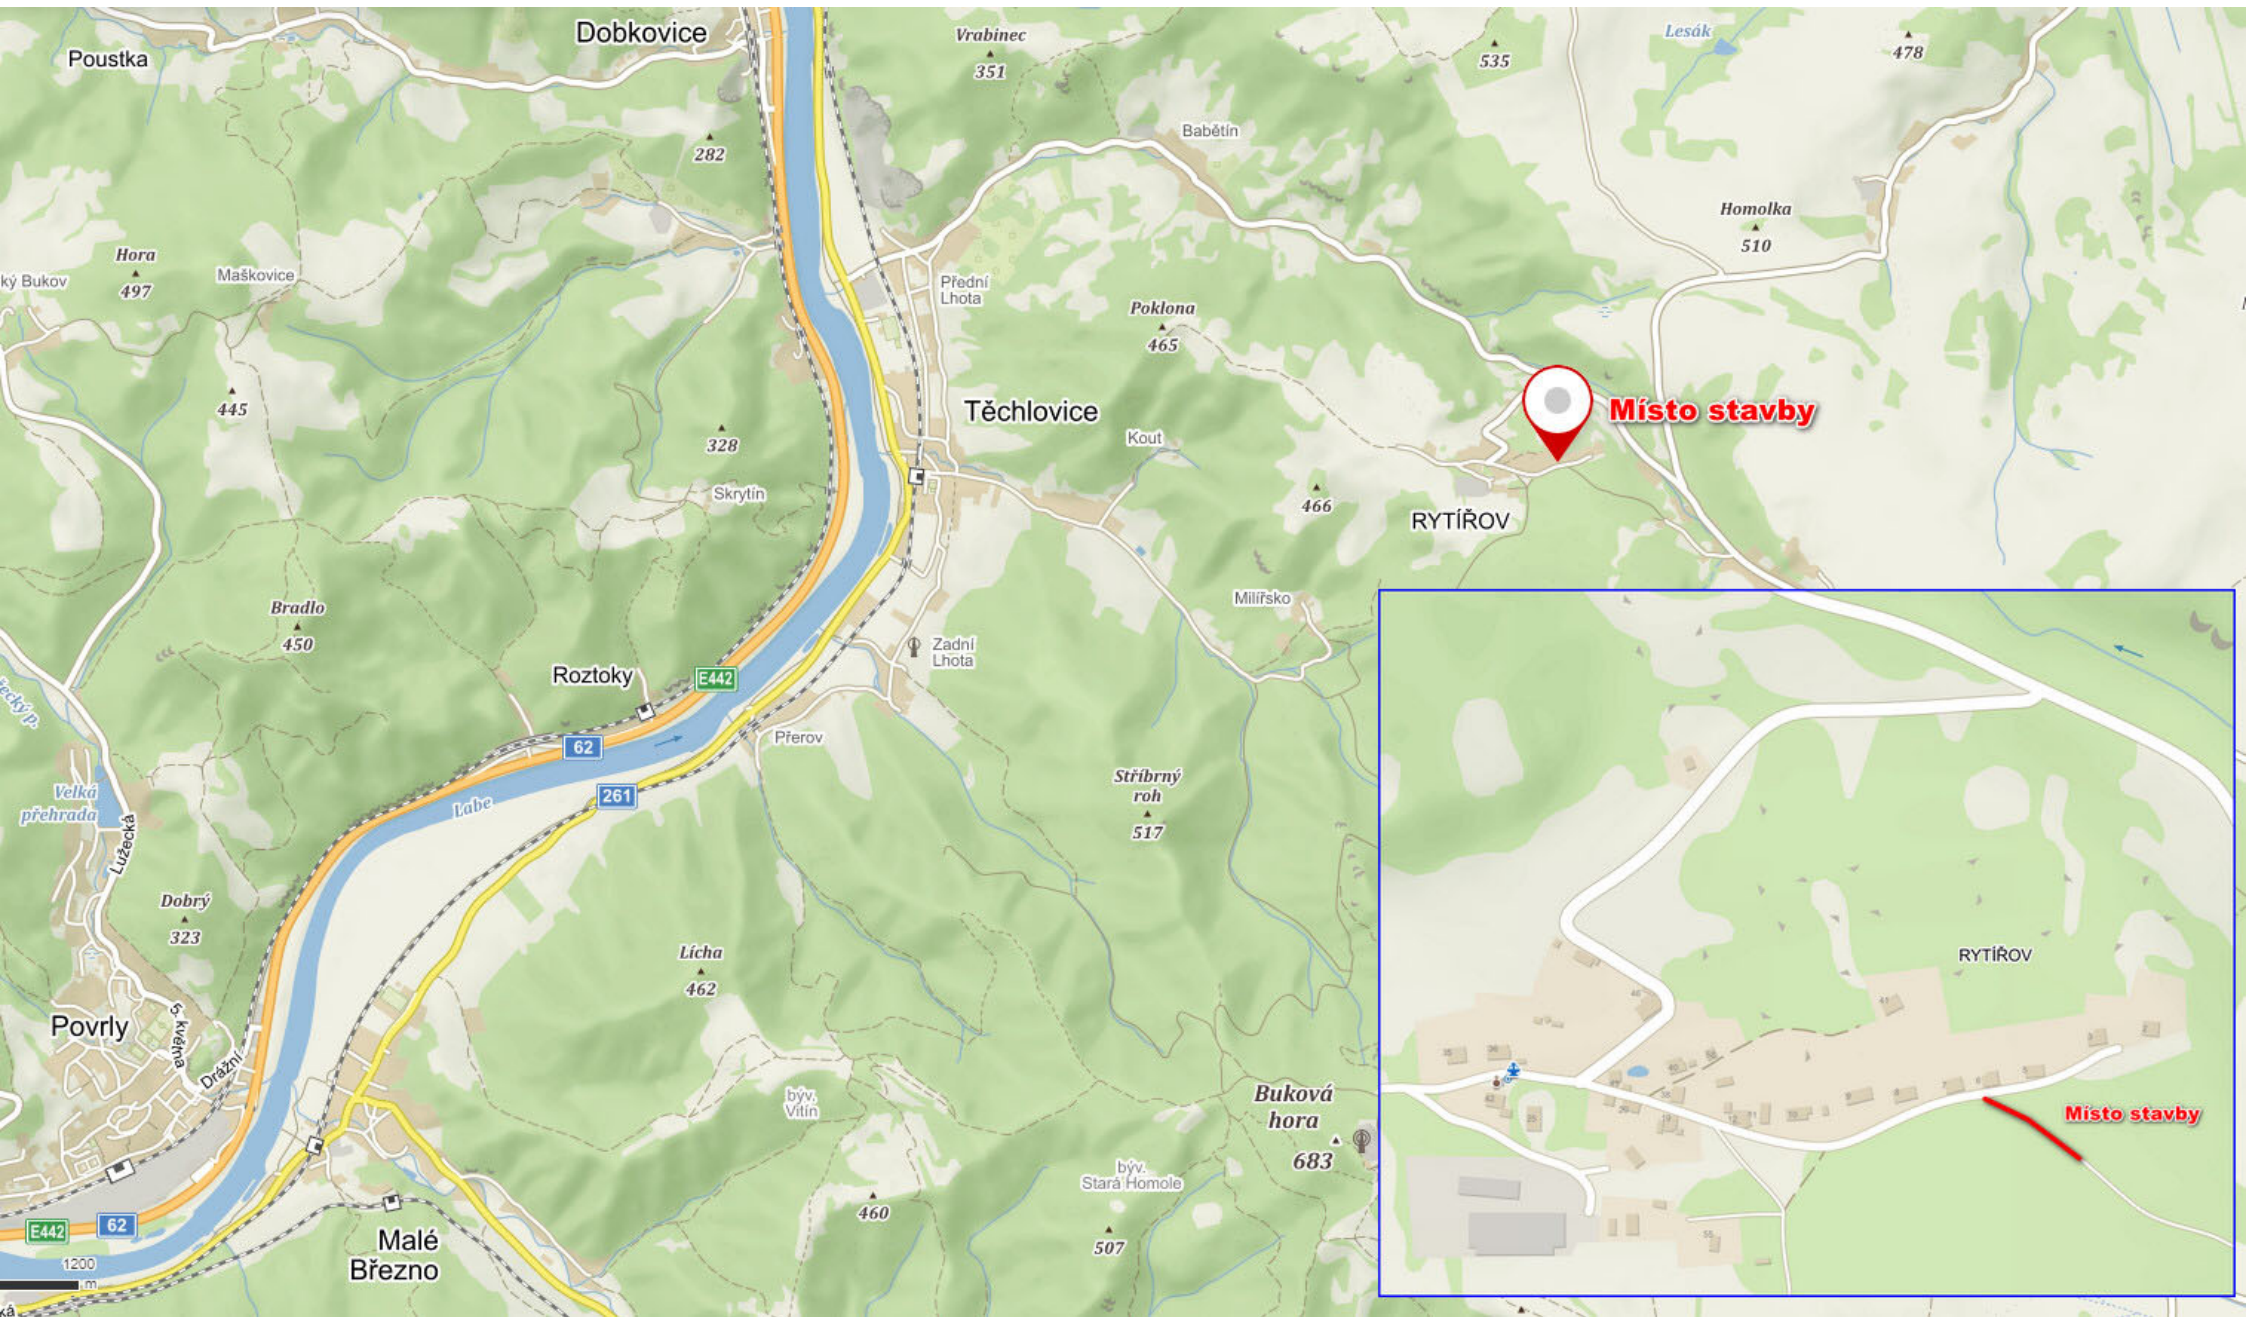 Dobkovice
Poustka
Vrabinec
351
535
Lesák
478
282
Babětín
Homolka
510
Hora
497
Maškovice
ký Bukov
Přední
Lhota
Poklona
465
445
328
Těchlovice
Kout
Místo stavby
Skrytín
466
RYTÍŘOV
Bradlo
450
Milířsko
Zadní
Lhota
Roztoky
E442
62
Přerov
261
Labe
Velká
přehrada
Lužecká
Stříbrný
roh
517
Dobrý
323
Lícha
462
RYTÍŘOV
Povrly
5. května
Drážní
býv.
Vitín
Buková
hora
683
Místo stavby
býv.
Stará Homole
460
507
E442
62
1200
m
Malé
Březno
ká